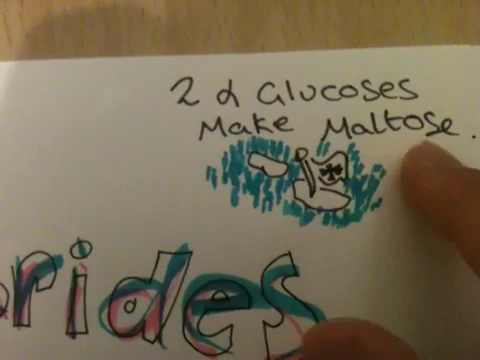 2 α Glucoses
Make Maltose.
rides